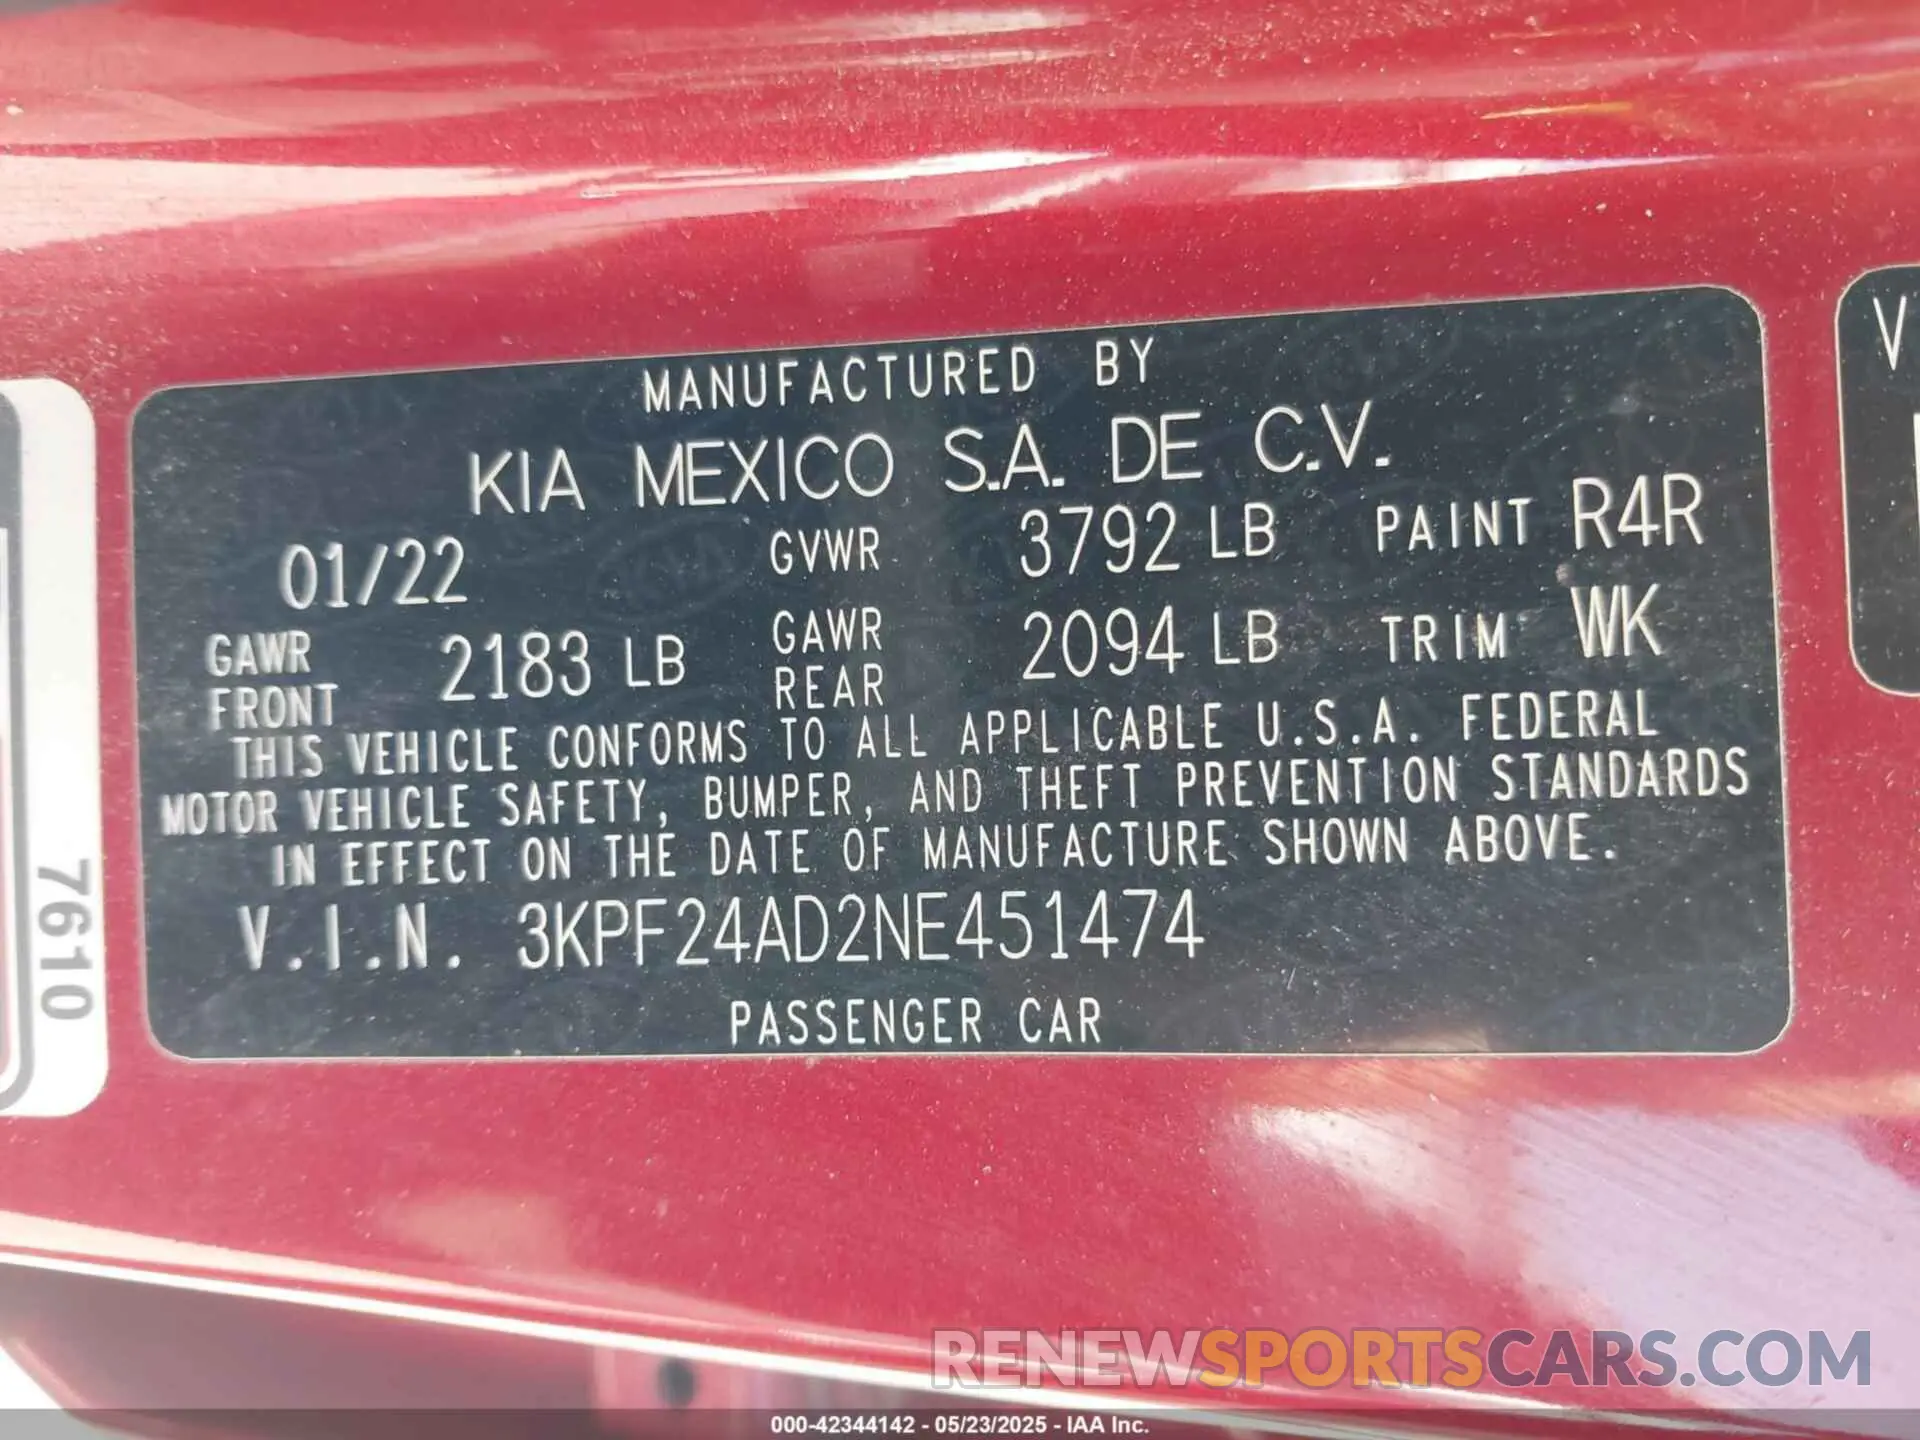 MANUFACTURED BY
KIA MEXICO S.A. DE C.V.
01/22 GVWR 3792 LB PAINT R4R
GAWR FRONT 2183 LB GAWR REAR 2094 LB TRIM WK
THIS VEHICLE CONFORMS TO ALL APPLICABLE U.S.A. FEDERAL
MOTOR VEHICLE SAFETY, BUMPER, AND THEFT PREVENTION STANDARDS
IN EFFECT ON THE DATE OF MANUFACTURE SHOWN ABOVE.
V.I.N. 3KPF24AD2NE451474
PASSENGER CAR
7610
V
RENEWSPORTSCARS.COM
000-42344142 - 05/23/2025 - IAA Inc.